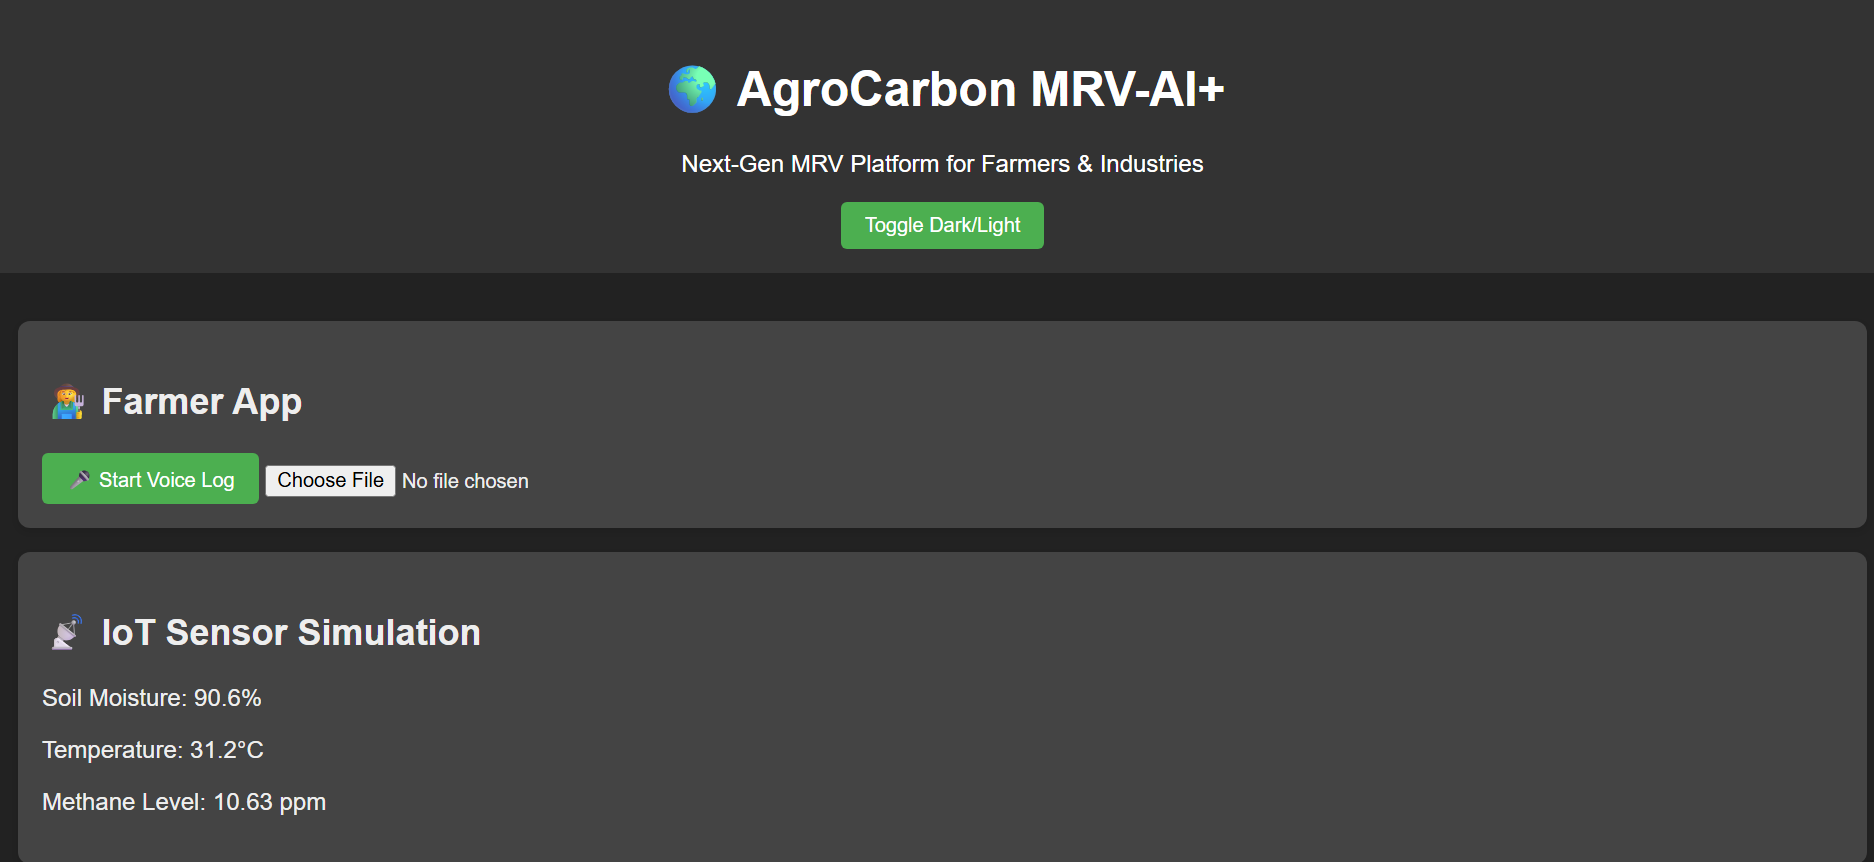 AgroCarbon MRV-AI+
Next-Gen MRV Platform for Farmers & Industries
Toggle Dark/Light
Farmer App
Start Voice Log Choose File No file chosen
IoT Sensor Simulation
Soil Moisture: 90.6%
Temperature: 31.2°C
Methane Level: 10.63 ppm